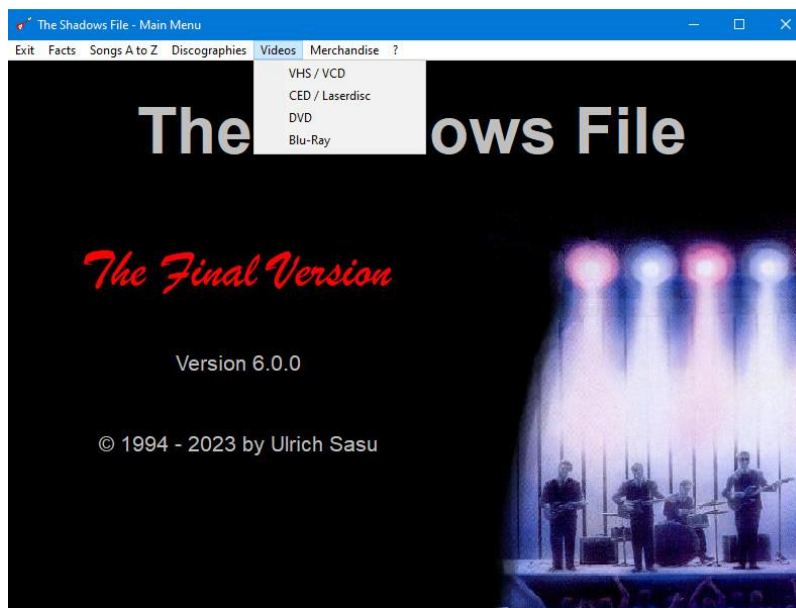 The Shadows File - Main Menu
Exit Facts Songs A to Z Discographies Videos Merchandise ?
VHS / VCD
CED / Laserdisc
DVD
Blu-Ray
The ows File
The Final Version
Version 6.0.0
© 1994 - 2023 by Ulrich Sasu